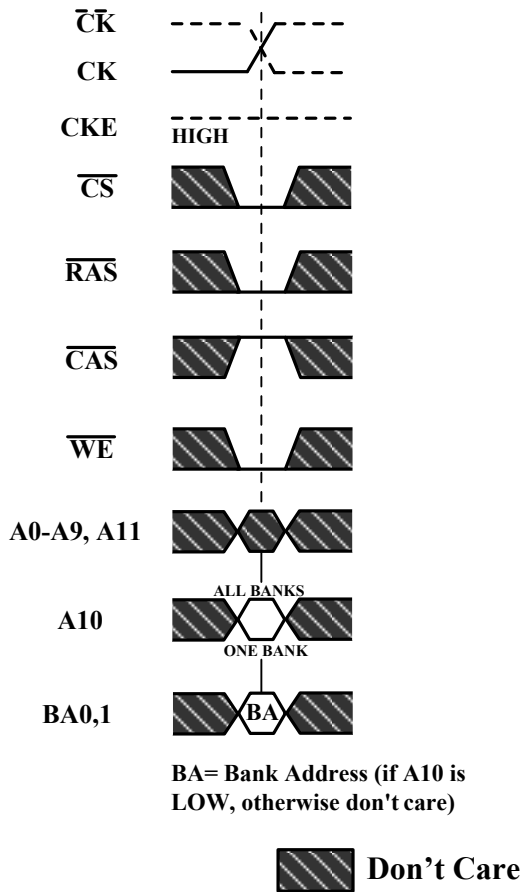 CK
CK
CKE
HIGH
CS
RAS
CAS
WE
A0-A9, A11
ALL BANKS
A10
ONE BANK
BA0,1
BA
BA= Bank Address (if A10 is
LOW, otherwise don't care)
Don't Care